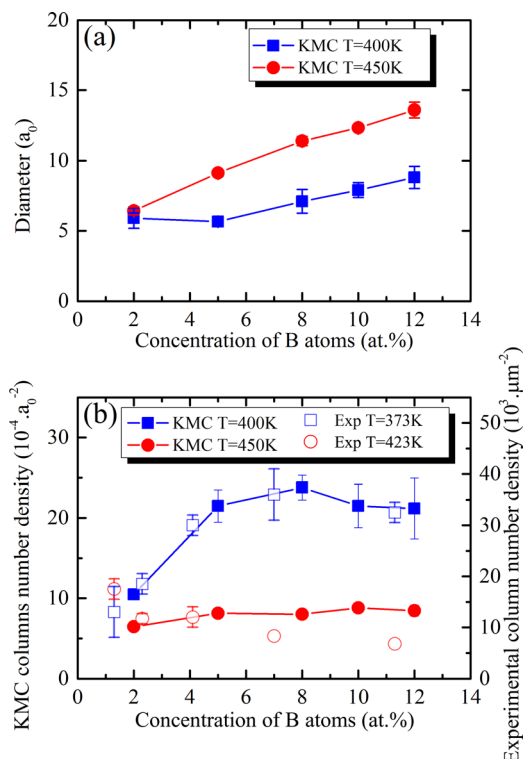 (a)
KMC T=400K
KMC T=450K
Diameter (a₀)
20
15
10
5
0
0 2 4 6 8 10 12 14
Concentration of B atoms (at.%)
(b)
KMC T=400K
KMC T=450K
Exp T=373K
Exp T=423K
KMC columns number density (10⁻⁴.a₀⁻²)
30
20
10
0
Experimental column number density (10³.μm⁻²)
50
40
30
20
10
0
0 2 4 6 8 10 12 14
Concentration of B atoms (at.%)